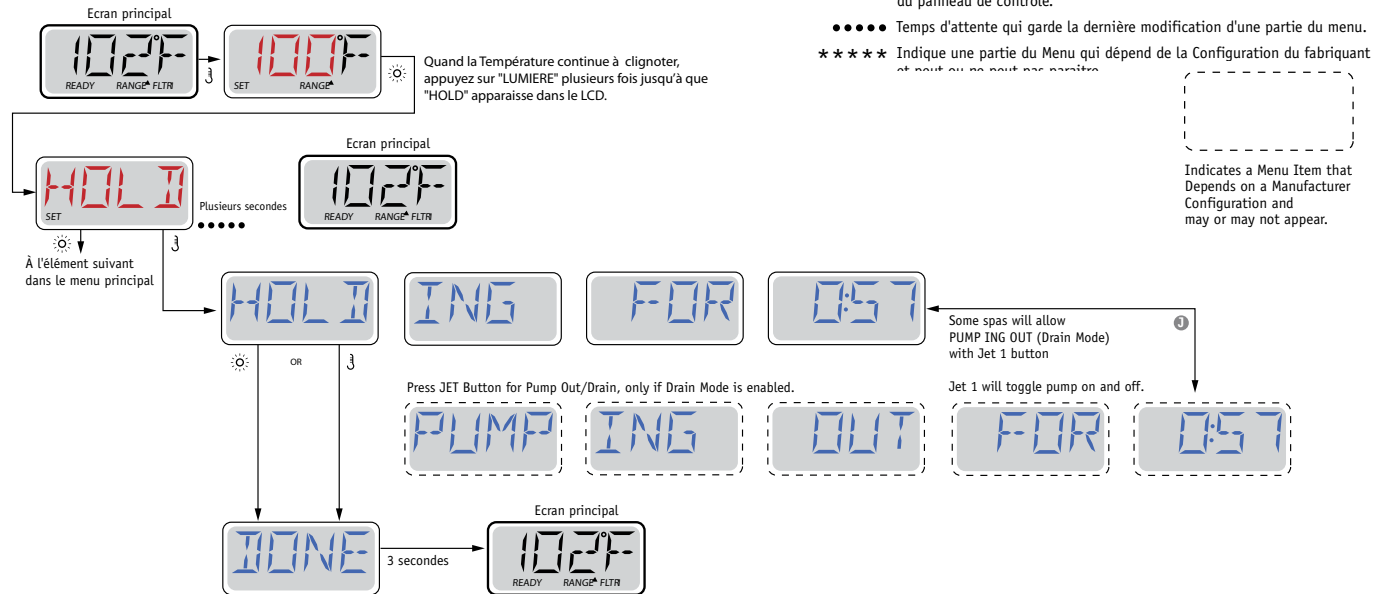 du panneau de contrôle.
Ecran principal
••••• Temps d'attente qui garde la dernière modification d'une partie du menu.
***** Indique une partie du Menu qui dépend de la Configuration du fabriquant
102°F
READY RANGE FLTR1
100°F
SET RANGE
Quand la Température continue à clignoter,
appuyez sur "LUMIERE" plusieurs fois jusqu'à que
"HOLD" apparaisse dans le LCD.
Indicates a Menu Item that
Depends on a Manufacturer
Configuration and
may or may not appear.
Ecran principal
HOLD
SET
Plusieurs secondes
•••••
102°F
READY RANGE FLTR1
À l'élément suivant
dans le menu principal
HOLD ING FOR 0:57
Some spas will allow
PUMP ING OUT (Drain Mode)
with Jet 1 button
J
OR
Press JET Button for Pump Out/Drain, only if Drain Mode is enabled.
Jet 1 will toggle pump on and off.
PUMP ING OUT FOR 0:57
Ecran principal
DONE
3 secondes
102°F
READY RANGE FLTR1